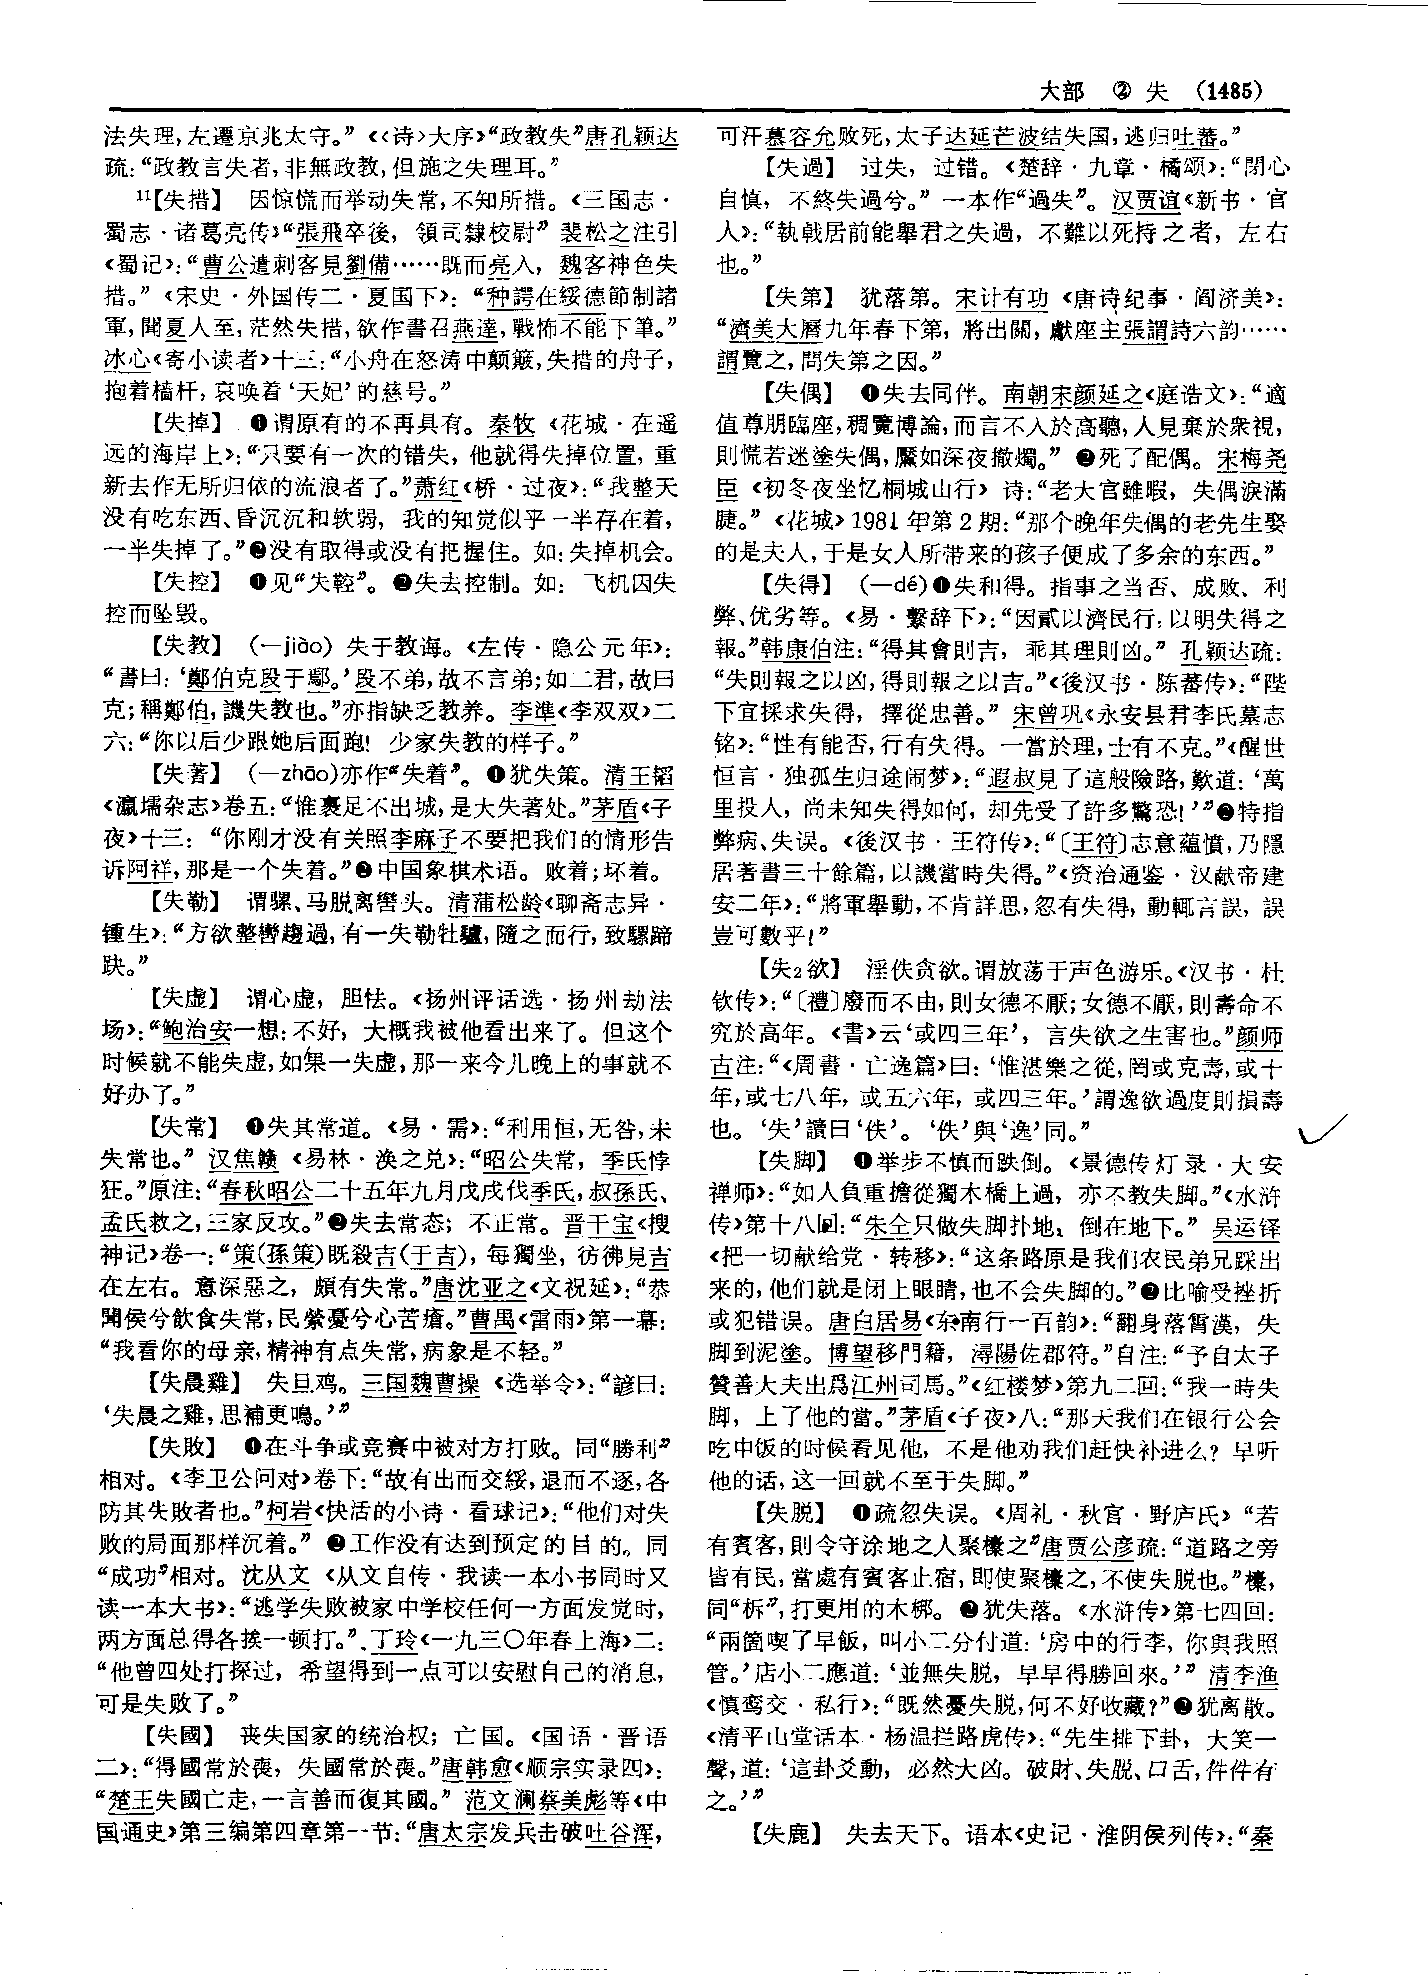 大部　②　失　(1485)
法失理，左遷京兆太守。”《〈诗〉大序》“政教失”唐孔颖达
疏：“政教言失者，非無政教，但施之失理耳。”
11【失措】　因惊慌而举动失常，不知所措。《三国志·
蜀志·诸葛亮传》“張飛卒後，領司隸校尉”裴松之注引
《蜀记》：“曹公遣刺客見劉備……既而亮入，魏客神色失
措。”《宋史·外国传二·夏国下》：“种諤在綏德節制諸
軍，聞夏人至，茫然失措，欲作書召燕達，戰怖不能下筆。”
冰心《寄小读者》十三：“小舟在怒涛中颠簸，失措的舟子，
抱着樯杆，哀唤着‘天妃’的慈号。”
【失掉】　❶谓原有的不再具有。秦牧《花城·在遥
远的海岸上》：“只要有一次的错失，他就得失掉位置，重
新去作无所归依的流浪者了。”萧红《桥·过夜》：“我整天
没有吃东西、昏沉沉和软弱，我的知觉似乎一半存在着，
一半失掉了。”❷没有取得或没有把握住。如：失掉机会。
【失控】　❶见“失鞚”。❷失去控制。如：飞机因失
控而坠毁。
【失教】　（—jiào）失于教诲。《左传·隐公元年》：
“書曰：‘鄭伯克段于鄢。’段不弟，故不言弟；如二君，故曰
克；稱鄭伯，譏失教也。”亦指缺乏教养。李準《李双双》二
六：“你以后少跟她后面跑！少家失教的样子。”
【失著】　（—zhāo）亦作“失着”。❶犹失策。清王韬
《瀛壖杂志》卷五：“惟裹足不出城，是大失著处。”茅盾《子
夜》十三：“你刚才没有关照李麻子不要把我们的情形告
诉阿祥，那是一个失着。”❷中国象棋术语。败着；坏着。
【失勒】　谓骡、马脱离辔头。清蒲松龄《聊斋志异·
锺生》：“方欲整轡趨過，有一失勒牡驢，隨之而行，致騾蹄
趹。”
【失虚】　谓心虚，胆怯。《扬州评话选·扬州劫法
场》：“鲍治安一想：不好，大概我被他看出来了。但这个
时候就不能失虚，如果一失虚，那一来今儿晚上的事就不
好办了。”
【失常】　❶失其常道。《易·需》：“利用恒，无咎，未
失常也。”汉焦赣《易林·涣之兑》：“昭公失常，季氏悖
狂。”原注：“春秋昭公二十五年九月戊戌伐季氏，叔孫氏、
孟氏救之，三家反攻。”❷失去常态；不正常。晋干宝《搜
神记》卷一：“策（孫策）既殺吉（于吉），每獨坐，彷彿見吉
在左右。意深惡之，頗有失常。”唐沈亚之《文祝延》：“恭
聞侯兮飲食失常，民縈憂兮心苦瘡。”曹禺《雷雨》第一幕：
“我看你的母亲，精神有点失常，病象是不轻。”
【失晨雞】　失旦鸡。三国魏曹操《选举令》：“諺曰：
‘失晨之雞，思補更鳴。’”
【失敗】　❶在斗争或竞赛中被对方打败。同“勝利”
相对。《李卫公问对》卷下：“故有出而交綏，退而不逐，各
防其失敗者也。”柯岩《快活的小诗·看球记》：“他们对失
败的局面那样沉着。”❷工作没有达到预定的目的。同
“成功”相对。沈从文《从文自传·我读一本小书同时又
读一本大书》：“逃学失败被家中学校任何一方面发觉时，
两方面总得各挨一顿打。”丁玲《一九三〇年春上海》二：
“他曾四处打探过，希望得到一点可以安慰自己的消息，
可是失败了。”
【失國】　丧失国家的统治权；亡国。《国语·晋语
二》：“得國常於喪，失國常於喪。”唐韩愈《顺宗实录四》：
“楚王失國亡走，一言善而復其國。”范文澜蔡美彪等《中
国通史》第三编第四章第一节：“唐太宗发兵击破吐谷浑，
可汗慕容允败死，太子达延芒波结失国，逃归吐蕃。”
【失過】　过失，过错。《楚辞·九章·橘颂》：“閉心
自慎，不終失過兮。”一本作“過失”。汉贾谊《新书·官
人》：“執戟居前能舉君之失過，不難以死持之者，左右
也。”
【失第】　犹落第。宋计有功《唐诗纪事·阎济美》：
“濟美大曆九年春下第，將出關，獻座主張謂詩六韵……
謂覽之，問失第之因。”
【失偶】　❶失去同伴。南朝宋颜延之《庭诰文》：“適
值尊朋臨座，稠覽博論，而言不入於高聽，人見棄於衆視，
則慌若迷塗失偶，黶如深夜撤燭。”❷死了配偶。宋梅尧
臣《初冬夜坐忆桐城山行》诗：“老大官雖暇，失偶淚滿
睫。”《花城》1981年第2期：“那个晚年失偶的老先生娶
的是夫人，于是女人所带来的孩子便成了多余的东西。”
【失得】　（—dé）❶失和得。指事之当否、成败、利
弊、优劣等。《易·繫辞下》：“因貳以濟民行，以明失得之
報。”韩康伯注：“得其會則吉，乖其理則凶。”孔颖达疏：
“失則報之以凶，得則報之以吉。”《後汉书·陈蕃传》：“陛
下宜採求失得，擇從忠善。”宋曾巩《永安县君李氏墓志
铭》：“性有能否，行有失得。一當於理，士有不克。”《醒世
恒言·独孤生归途闹梦》：“遐叔見了這般險路，歎道：‘萬
里投人，尚未知失得如何，却先受了許多驚恐！’”❷特指
弊病、失误。《後汉书·王符传》：“〔王符〕志意蘊憤，乃隱
居著書三十餘篇，以譏當時失得。”《资治通鉴·汉献帝建
安二年》：“將軍舉動，不肯詳思，忽有失得，動輒言誤，誤
豈可數乎！”
【失2欲】　淫佚贪欲。谓放荡于声色游乐。《汉书·杜
钦传》：“〔禮〕廢而不由，則女德不厭；女德不厭，則壽命不
究於高年。《書》云‘或四三年’，言失欲之生害也。”颜师
古注：“《周書·亡逸篇》曰：‘惟湛樂之從，罔或克壽，或十
年，或七八年，或五六年，或四三年。’謂逸欲過度則損壽
也。‘失’讀曰‘佚’。‘佚’與‘逸’同。”
【失脚】　❶举步不慎而跌倒。《景德传灯录·大安
禅师》：“如人負重擔從獨木橋上過，亦不教失脚。”《水浒
传》第十八回：“朱仝只做失脚扑地，倒在地下。”吴运铎
《把一切献给党·转移》：“这条路原是我们农民弟兄踩出
来的，他们就是闭上眼睛，也不会失脚的。”❷比喻受挫折
或犯错误。唐白居易《东南行一百韵》：“翻身落霄漢，失
脚到泥塗。博望移門籍，潯陽佐郡符。”自注：“予自太子
贊善大夫出爲江州司馬。”《红楼梦》第九二回：“我一時失
脚，上了他的當。”茅盾《子夜》八：“那天我们在银行公会
吃中饭的时候看见他，不是他劝我们赶快补进么？早听
他的话，这一回就不至于失脚。”
【失脱】　❶疏忽失误。《周礼·秋官·野庐氏》“若
有賓客，則令守涂地之人聚櫜之”唐贾公彦疏：“道路之旁
皆有民，當處有賓客止宿，即使聚櫜之，不使失脱也。”櫜，
同“柝”，打更用的木梆。❷犹失落。《水浒传》第七四回：
“兩箇喫了早飯，叫小二分付道：‘房中的行李，你與我照
管。’店小二應道：‘並無失脱，早早得勝回來。’”清李渔
《慎鸾交·私行》：“既然憂失脱，何不好收藏？”❸犹离散。
《清平山堂话本·杨温拦路虎传》：“先生排下卦，大笑一
聲，道：‘這卦爻動，必然大凶。破財、失脱、口舌，件件有
之。’”
【失鹿】　失去天下。语本《史记·淮阴侯列传》：“秦